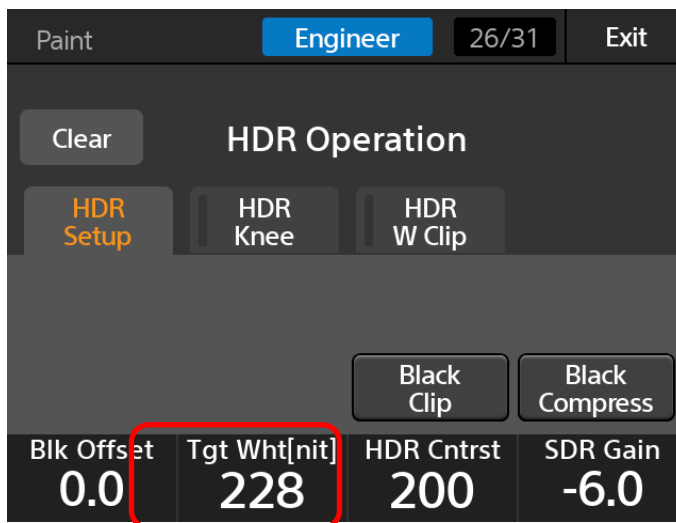 Paint Engineer 26/31 Exit
Clear HDR Operation
HDR HDR HDR
Setup Knee W Clip
Black Black
Clip Compress
Blk Offset Tgt Wht[nit] HDR Cntrst SDR Gain
0.0 228 200 -6.0